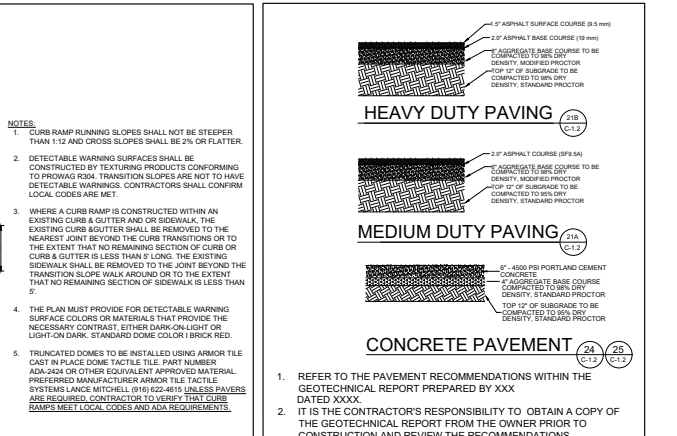 NOTES:
1. CURB RAMP RUNNING SLOPES SHALL NOT BE STEEPER
THAN 1:12 AND CROSS SLOPES SHALL BE 2% OR FLATTER.
2. DETECTABLE WARNING SURFACES SHALL BE
CONSTRUCTED BY TEXTURING PRODUCTS CONFORMING
TO PROWAG R304. TRANSITION SLOPES ARE NOT TO HAVE
DETECTABLE WARNINGS. CONTRACTORS SHALL CONFIRM
LOCAL CODES ARE MET.
3. WHERE A CURB RAMP IS CONSTRUCTED WITHIN AN
EXISTING CURB & GUTTER AND OR SIDEWALK, THE
EXISTING CURB &GUTTER SHALL BE REMOVED TO THE
NEAREST JOINT BEYOND THE CURB TRANSITIONS OR TO
THE EXTENT THAT NO REMAINING SECTION OF CURB OR
CURB & GUTTER IS LESS THAN 5' LONG. THE EXISTING
SIDEWALK SHALL BE REMOVED TO THE JOINT BEYOND THE
TRANSITION SLOPE WALK AROUND OR TO THE EXTENT
THAT NO REMAINING SECTION OF SIDEWALK IS LESS THAN
5'.
4. THE PLAN MUST PROVIDE FOR DETECTABLE WARNING
SURFACE COLORS OR MATERIALS THAT PROVIDE THE
NECESSARY CONTRAST, EITHER DARK-ON-LIGHT OR
LIGHT-ON DARK. STANDARD DOME COLOR I BRICK RED.
5. TRUNCATED DOMES TO BE INSTALLED USING ARMOR TILE
CAST IN PLACE DOME TACTILE TILE. PART NUMBER
ADA-2424 OR OTHER EQUIVALENT APPROVED MATERIAL.
PREFERRED MANUFACTURER ARMOR TILE TACTILE
SYSTEMS LANCE MITCHELL (916) 622-4615 UNLESS PAVERS
ARE REQUIRED, CONTRACTOR TO VERIFY THAT CURB
RAMPS MEET LOCAL CODES AND ADA REQUIREMENTS.
1.5" ASPHALT SURFACE COURSE (9.5 mm)
2.0" ASPHALT BASE COURSE (19 mm)
AGGREGATE BASE COURSE TO BE
COMPACTED TO 98% DRY
DENSITY, MODIFIED PROCTOR
TOP 12" OF SUBGRADE TO BE
COMPACTED TO 98% DRY
DENSITY, STANDARD PROCTOR
HEAVY DUTY PAVING
21B
C-1.2
2.0" ASPHALT COURSE (SF9.5A)
AGGREGATE BASE COURSE TO BE
COMPACTED TO 98% DRY
DENSITY, MODIFIED PROCTOR
TOP 12" OF SUBGRADE TO BE
COMPACTED TO 95% DRY
DENSITY, STANDARD PROCTOR
MEDIUM DUTY PAVING
21A
C-1.2
6" - 4500 PSI PORTLAND CEMENT
CONCRETE
4" AGGREGATE BASE COURSE
COMPACTED TO 98% DRY
DENSITY, STANDARD PROCTOR
TOP 12" OF SUBGRADE TO BE
COMPACTED TO 95% DRY
DENSITY, STANDARD PROCTOR
CONCRETE PAVEMENT
24 25
C-1.2 C-1.2
1. REFER TO THE PAVEMENT RECOMMENDATIONS WITHIN THE
GEOTECHNICAL REPORT PREPARED BY XXX
DATED XXXX.
2. IT IS THE CONTRACTOR'S RESPONSIBILITY TO OBTAIN A COPY OF
THE GEOTECHNICAL REPORT FROM THE OWNER PRIOR TO
CONSTRUCTION AND REVIEW THE RECOMMENDATIONS